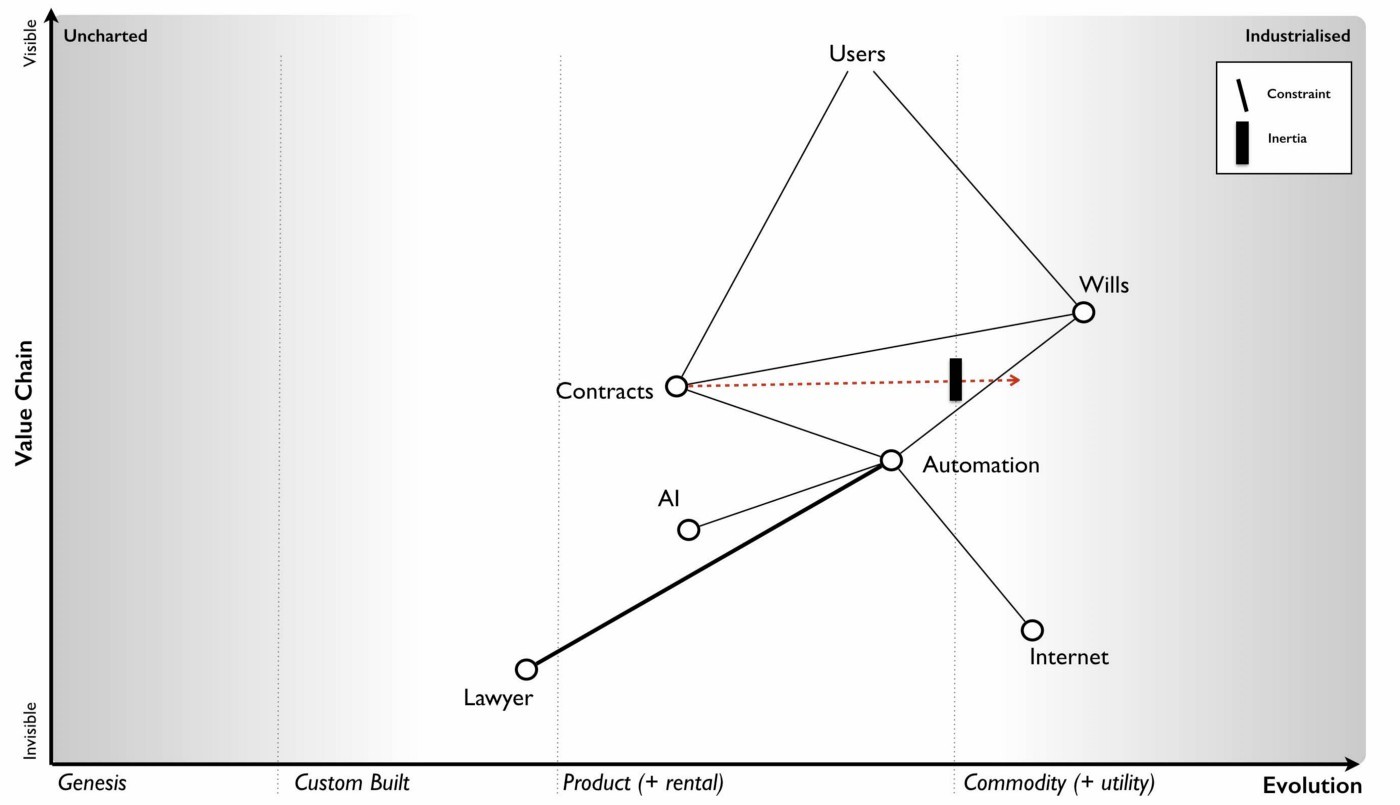 Visible
Uncharted
Users
Industrialised
Constraint
Inertia
Wills
Value Chain
Contracts
Automation
AI
Internet
Lawyer
Invisible
Genesis
Custom Built
Product (+ rental)
Commodity (+ utility)
Evolution